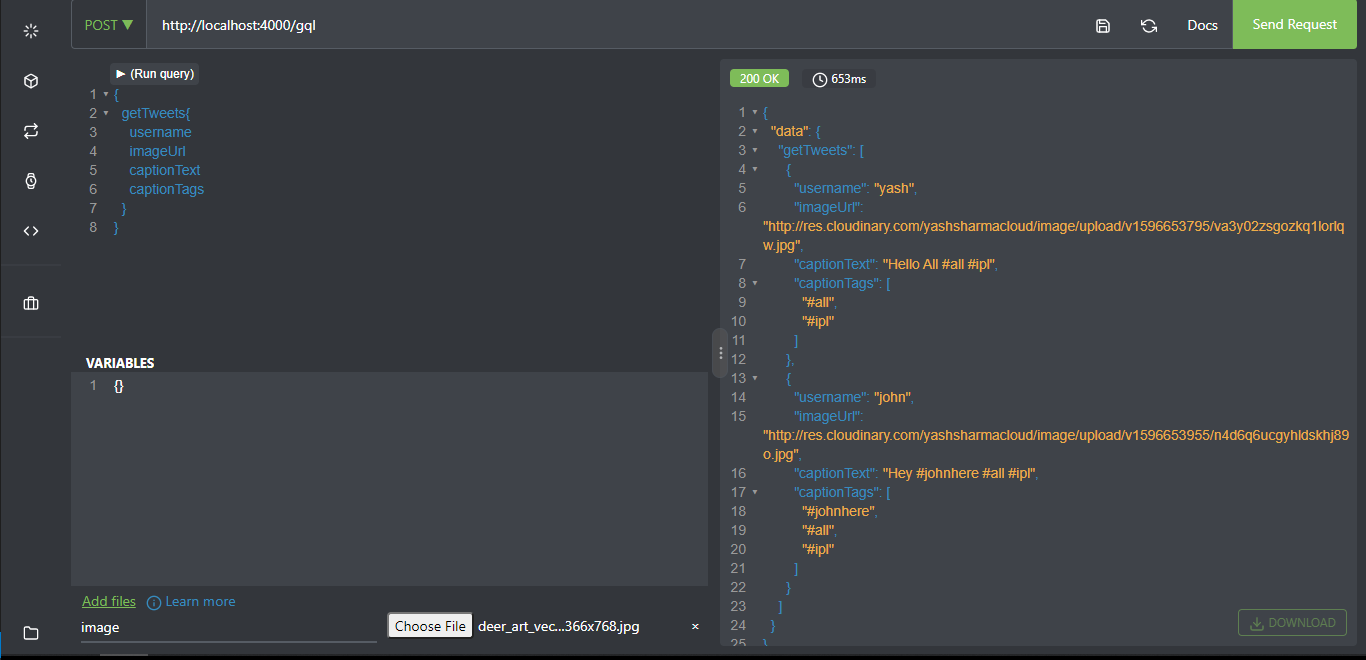 POST ▼ http://localhost:4000/gql Docs Send Request
▶ (Run query)
1 {
2 getTweets{
3 username
4 imageUrl
5 captionText
6 captionTags
7 }
8 }
VARIABLES
1 {}
Add files Learn more
image Choose File deer_art_vec...366x768.jpg ×
200 OK 653ms
1 {
2 "data": {
3 "getTweets": [
4 {
5 "username": "yash",
6 "imageUrl":
"http://res.cloudinary.com/yashsharmacloud/image/upload/v1596653795/va3y02zsgozkq1lorlq
w.jpg",
7 "captionText": "Hello All #all #ipl",
8 "captionTags": [
9 "#all",
10 "#ipl"
11 ]
12 },
13 {
14 "username": "john",
15 "imageUrl":
"http://res.cloudinary.com/yashsharmacloud/image/upload/v1596653955/n4d6q6ucgyhldskhj89
o.jpg",
16 "captionText": "Hey #johnhere #all #ipl",
17 "captionTags": [
18 "#johnhere",
19 "#all",
20 "#ipl"
21 ]
22 }
23 ]
24 }
25 }
DOWNLOAD